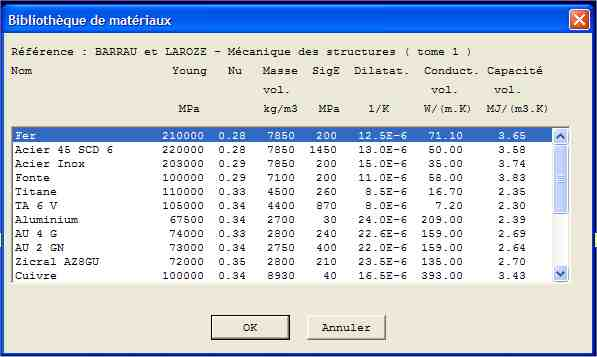 Bibliothèque de matériaux
Référence : BARRAU et LAROZE - Mécanique des structures ( tome 1 )
Nom Young Nu Masse SigE Dilatat. Conduct. Capacité
vol. vol. vol.
MPa kg/m3 MPa 1/K W/(m.K) MJ/(m3.K)
Fer 210000 0.28 7850 200 12.5E-6 71.10 3.65
Acier 45 SCD 6 220000 0.28 7850 1450 13.0E-6 50.00 3.58
Acier Inox 203000 0.29 7850 200 15.0E-6 35.00 3.74
Fonte 100000 0.29 7100 200 11.0E-6 58.00 3.83
Titane 110000 0.33 4500 260 8.5E-6 16.70 2.35
TA 6 V 105000 0.34 4400 870 8.0E-6 7.20 2.30
Aluminium 67500 0.34 2700 30 24.0E-6 209.00 2.39
AU 4 G 74000 0.33 2800 240 22.6E-6 159.00 2.69
AU 2 GN 73000 0.34 2750 400 22.0E-6 159.00 2.64
Zicral AZ8GU 72000 0.35 2800 210 23.5E-6 135.00 2.70
Cuivre 100000 0.34 8930 40 16.5E-6 393.00 3.43
OK Annuler